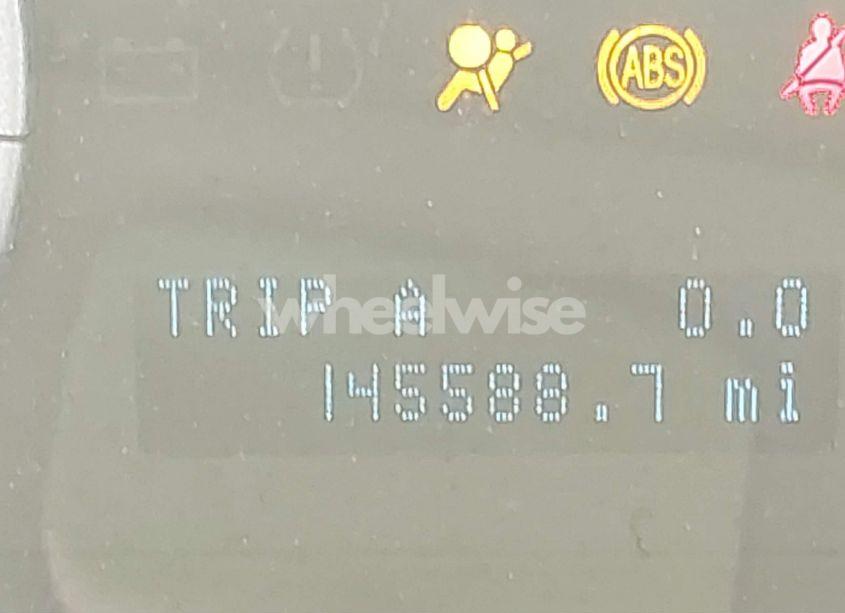 ABS
TRIP A 0.0
wheelwise
145588.7 mi